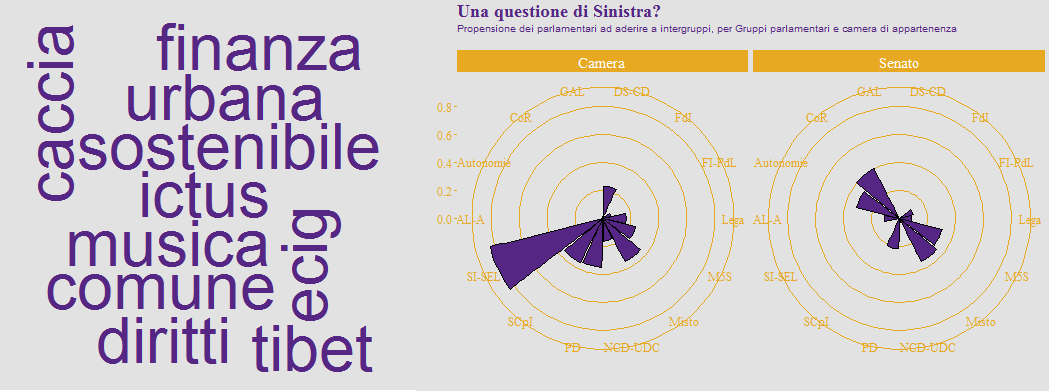 caccia
finanza
urbana
sostenibile
ictus
musica
ecig
comune
diritti
tibet
Una questione di Sinistra?
Propensione dei parlamentari ad aderire a intergruppi, per Gruppi parlamentari e camera di appartenenza
Camera
GAL DS-CD
CoR FdI
Autonomie FI-PdL
AL-A Lega
SI-SEL M5S
SCpI Misto
PD NCD-UDC
0.8
0.6
0.4
0.2
0.0
Senato
GAL DS-CD
CoR FdI
Autonomie FI-PdL
AL-A Lega
SI-SEL M5S
SCpI Misto
PD NCD-UDC